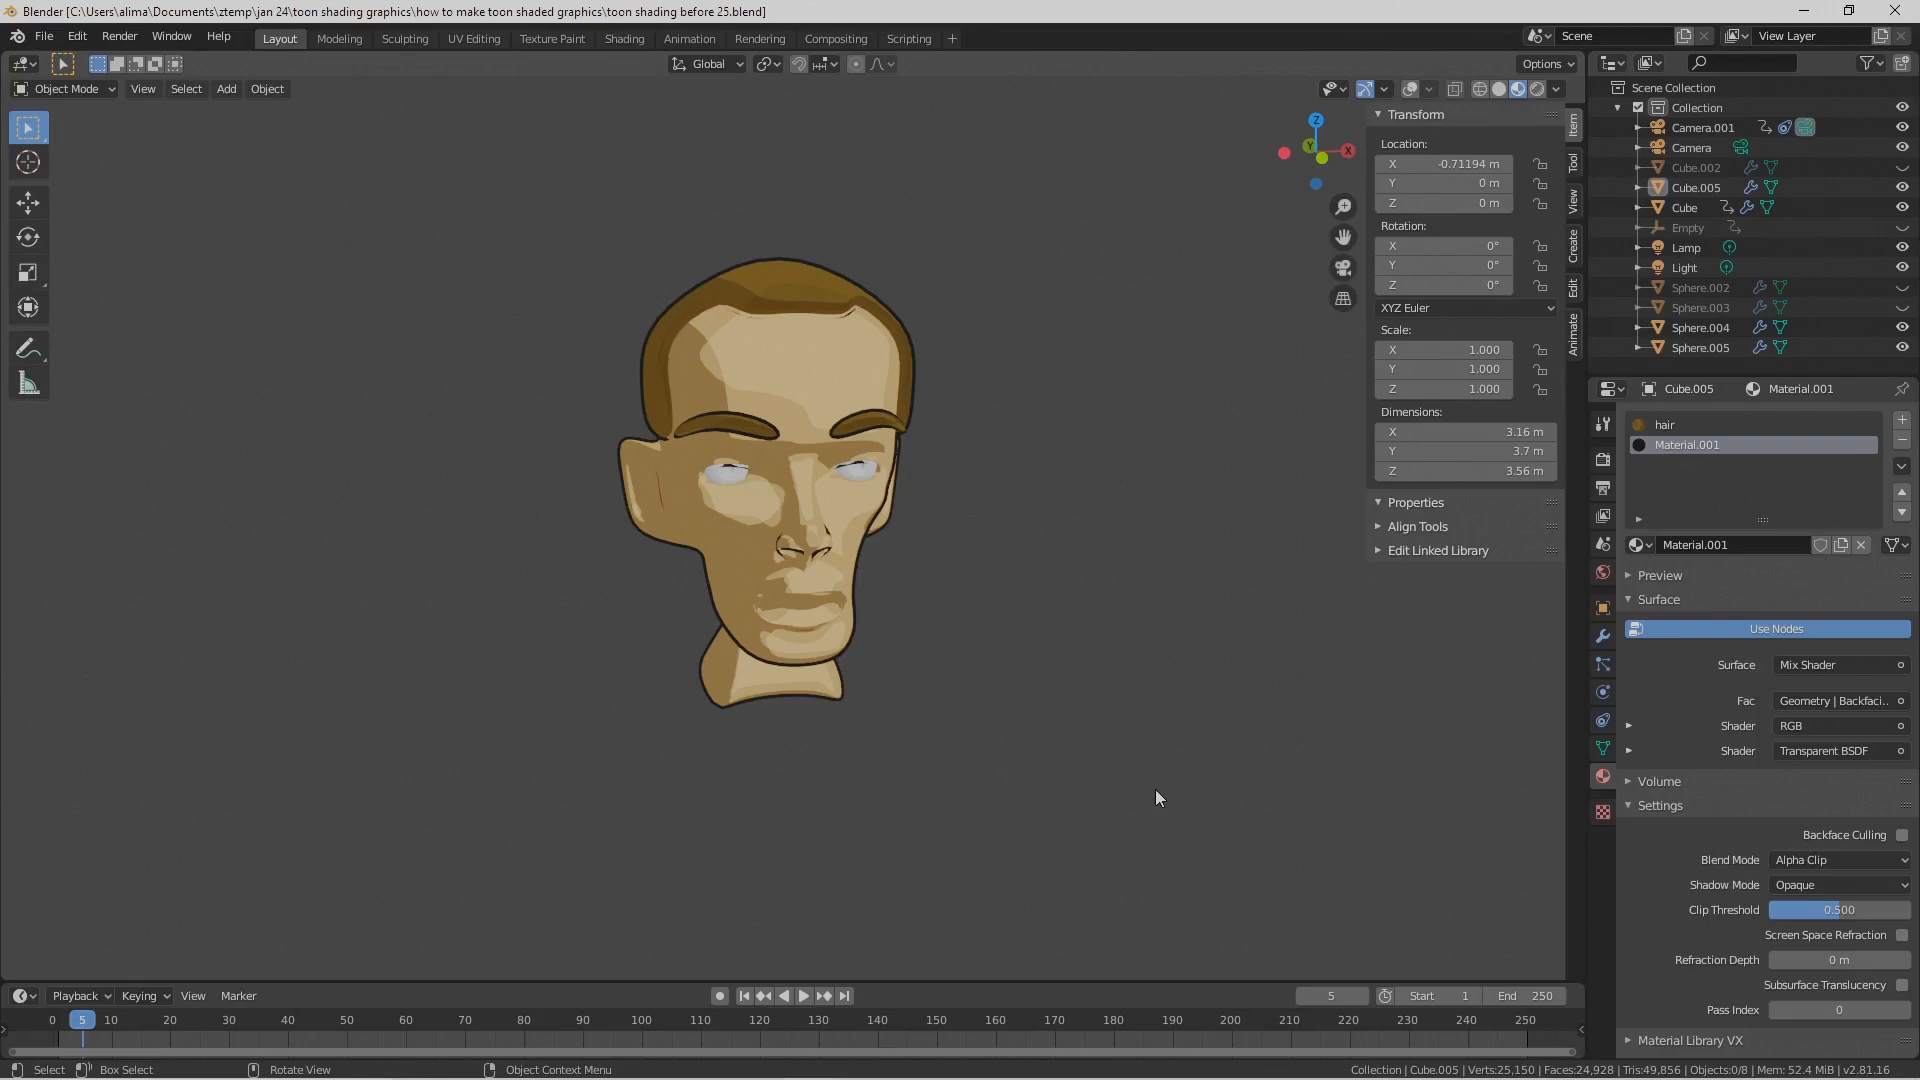 Blender [C:\Users\alima\Documents\ztemp\jan 24\toon shading graphics\how to make toon shaded graphics\toon shading before 25.blend]
File Edit Render Window Help Layout Modeling Sculpting UV Editing Texture Paint Shading Animation Rendering Compositing Scripting + Scene View Layer
Global Options
Object Mode View Select Add Object
Scene Collection
Collection
Camera.001
Camera
Cube.002
Cube.005
Cube
Empty
Lamp
Light
Sphere.002
Sphere.003
Sphere.004
Sphere.005
Z
Y
X
Transform
Location:
X -0.71194 m
Y 0 m
Z 0 m
Rotation:
X 0°
Y 0°
Z 0°
XYZ Euler
Scale:
X 1.000
Y 1.000
Z 1.000
Dimensions:
X 3.16 m
Y 3.7 m
Z 3.56 m
Properties
Align Tools
Edit Linked Library
Item
Tool
View
Create
Edit
Animate
Cube.005 Material.001
hair
Material.001
Material.001
Preview
Surface
Use Nodes
Surface Mix Shader
Fac Geometry | Backfaci..
Shader RGB
Shader Transparent BSDF
Volume
Settings
Backface Culling
Blend Mode Alpha Clip
Shadow Mode Opaque
Clip Threshold 0.500
Screen Space Refraction
Refraction Depth 0 m
Subsurface Translucency
Pass Index 0
Material Library VX
Playback Keying View Marker 5 Start 1 End 250
0 5 10 20 30 40 50 60 70 80 90 100 110 120 130 140 150 160 170 180 190 200 210 220 230 240 250
Select Box Select Rotate View Object Context Menu Collection | Cube.005 | Verts:25,150 | Faces:24,928 | Tris:49,856 | Objects:0/8 | Mem: 52.4 MiB | v2.81.16